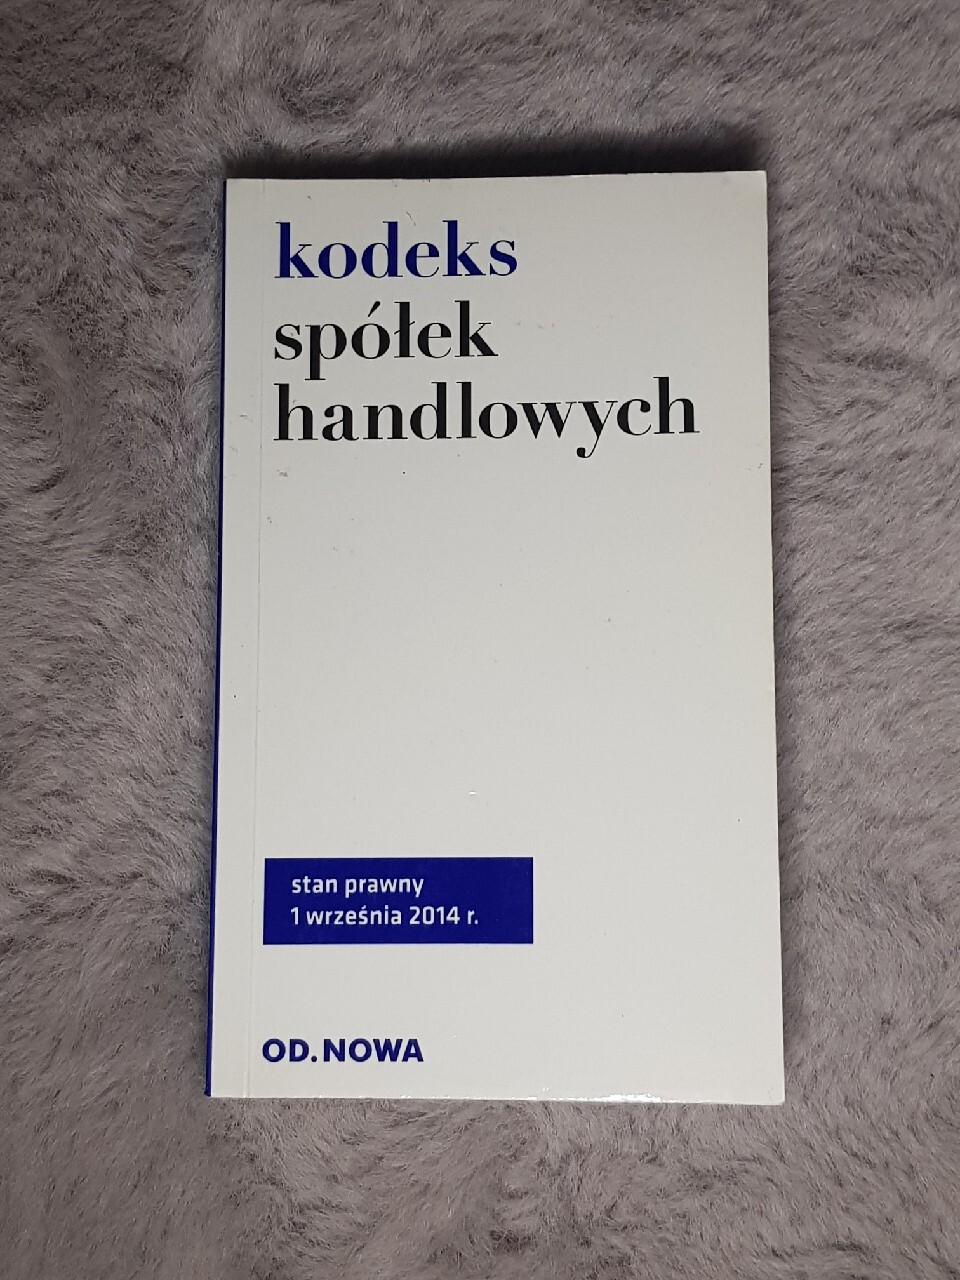 kodeks
spółek
handlowych
stan prawny
1 września 2014 r.
OD.NOWA